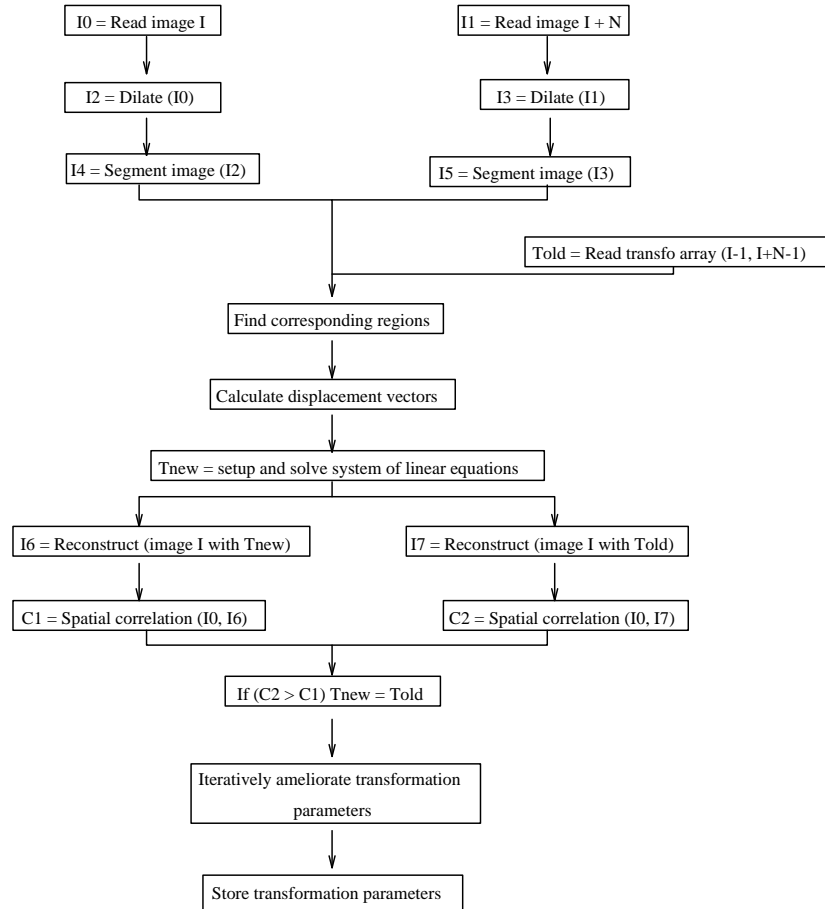 I0 = Read image I
I1 = Read image I + N
I2 = Dilate (I0)
I3 = Dilate (I1)
I4 = Segment image (I2)
I5 = Segment image (I3)
Told = Read transfo array (I-1, I+N-1)
Find corresponding regions
Calculate displacement vectors
Tnew = setup and solve system of linear equations
I6 = Reconstruct (image I with Tnew)
I7 = Reconstruct (image I with Told)
C1 = Spatial correlation (I0, I6)
C2 = Spatial correlation (I0, I7)
If (C2 > C1) Tnew = Told
Iteratively ameliorate transformation
parameters
Store transformation parameters